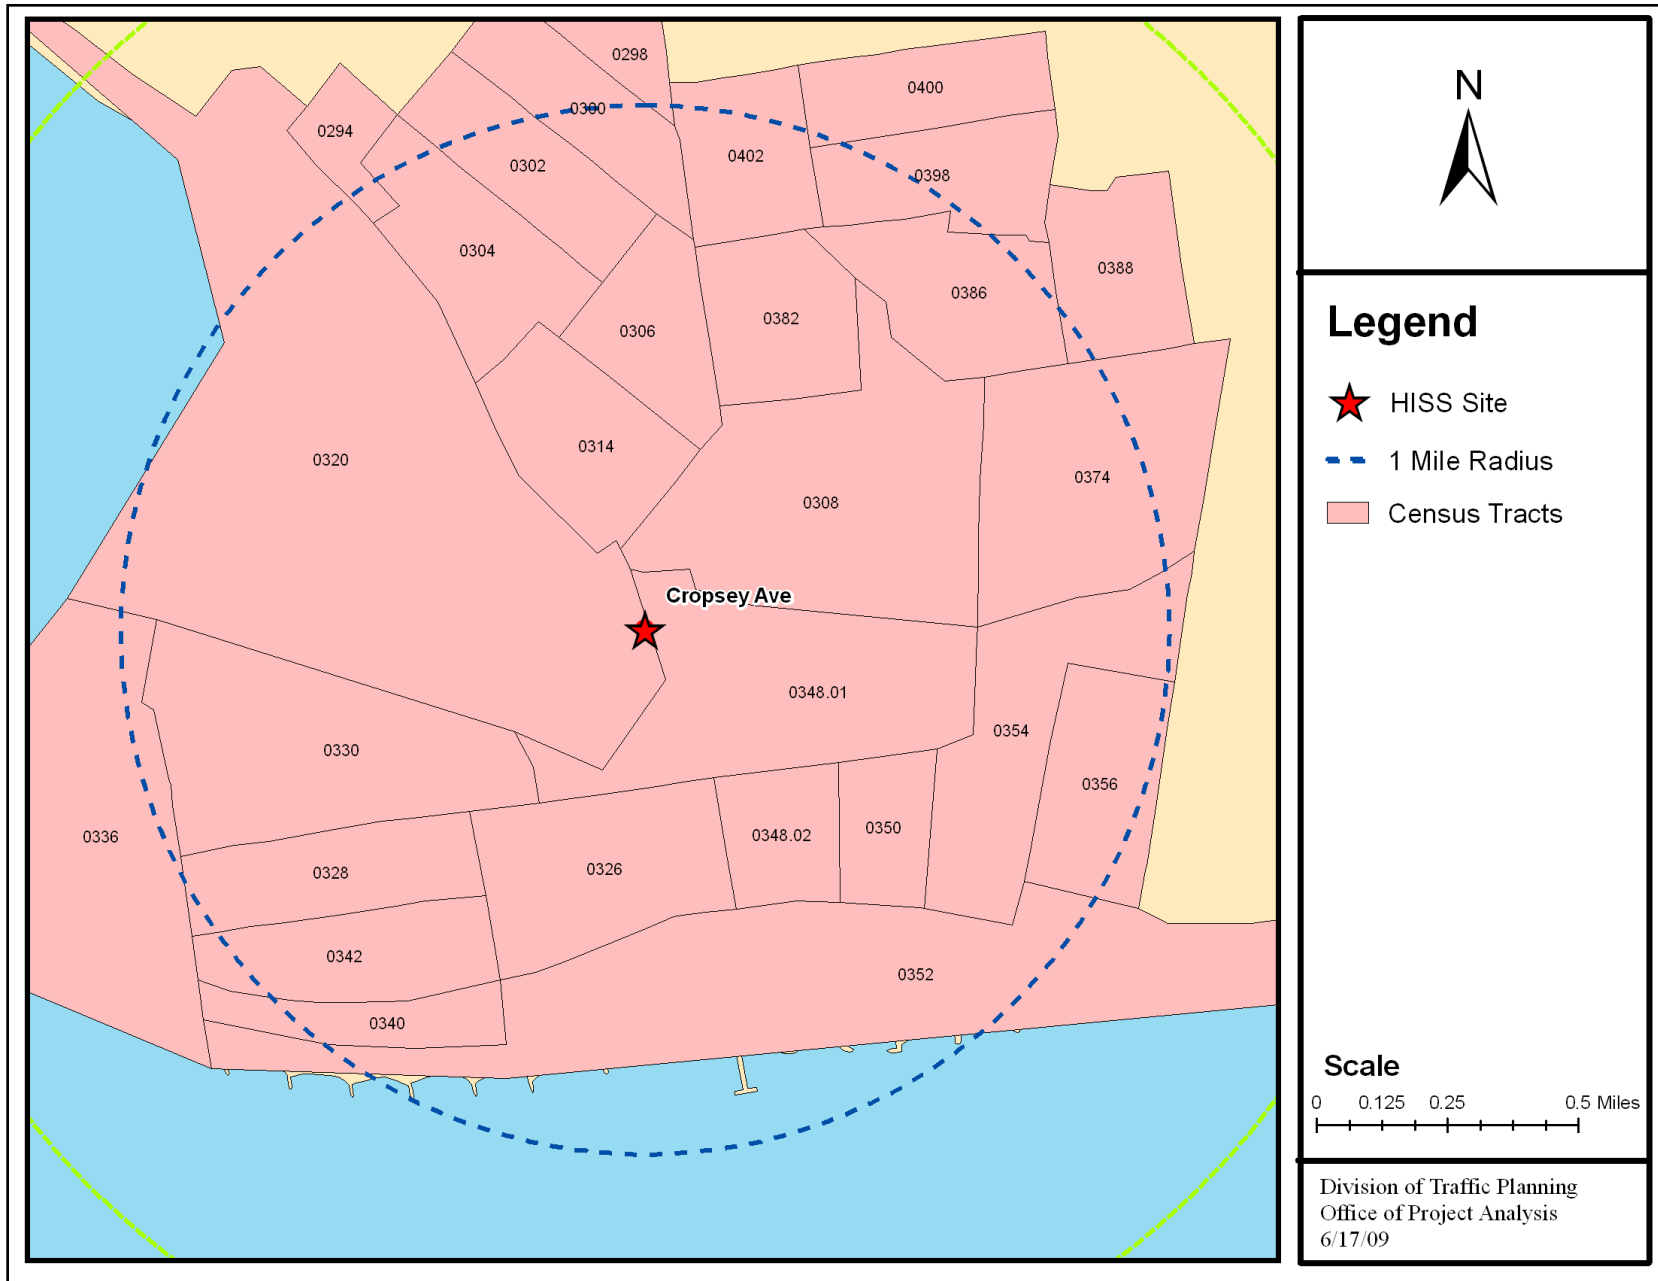 0298
0400
0300
0294
0402
0302
0398
0304
0388
0386
0382
0306
0320
0314
0374
0308
Cropsey Ave
0348.01
0354
0330
0356
0336
0348.02
0350
0328
0326
0342
0352
0340
N
Legend
HISS Site
1 Mile Radius
Census Tracts
Scale
0 0.125 0.25 0.5 Miles
Division of Traffic Planning
Office of Project Analysis
6/17/09